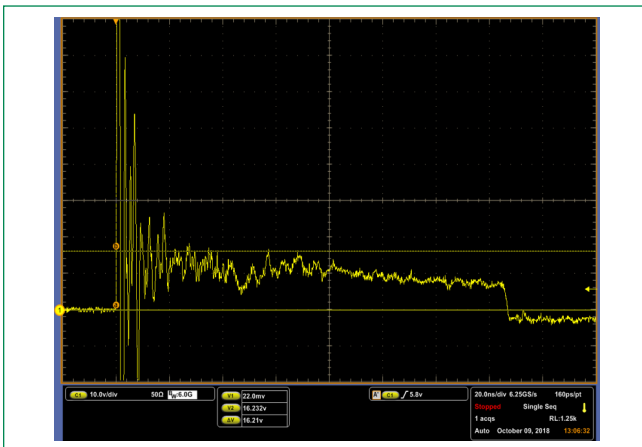 1
C1 10.0v/div 50Ω BW:6.0G
V1 22.0mv
V2 16.232v
ΔV 16.21v
A' C1 / 5.8v
20.0ns/div 6.25GS/s 160ps/pt
Stopped Single Seq
1 acqs RL:1.25k
Auto October 09, 2018 13:06:32